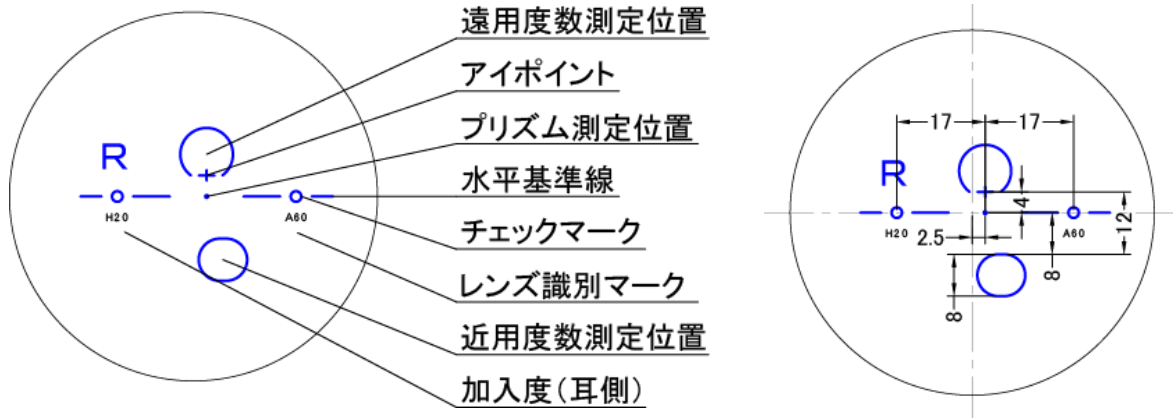 遠用度数測定位置
アイポイント
プリズム測定位置
水平基準線
チェックマーク
レンズ識別マーク
近用度数測定位置
加入度(耳側)
R
H20
A60
17
17
R
4
12
H20
A60
2.5
8
8